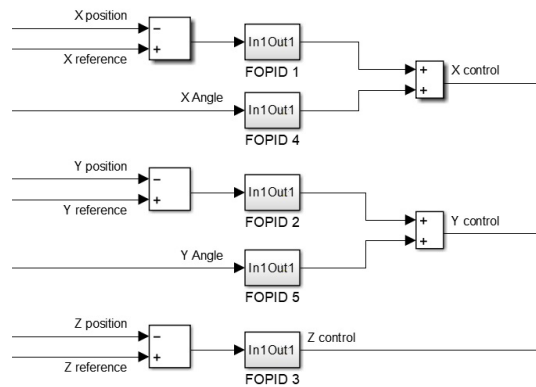 X position
−
+
X reference
In1Out1
FOPID 1
+
+
X control
X Angle
In1Out1
FOPID 4
Y position
−
+
Y reference
In1Out1
FOPID 2
+
+
Y control
Y Angle
In1Out1
FOPID 5
Z position
−
+
Z reference
In1Out1
FOPID 3
Z control